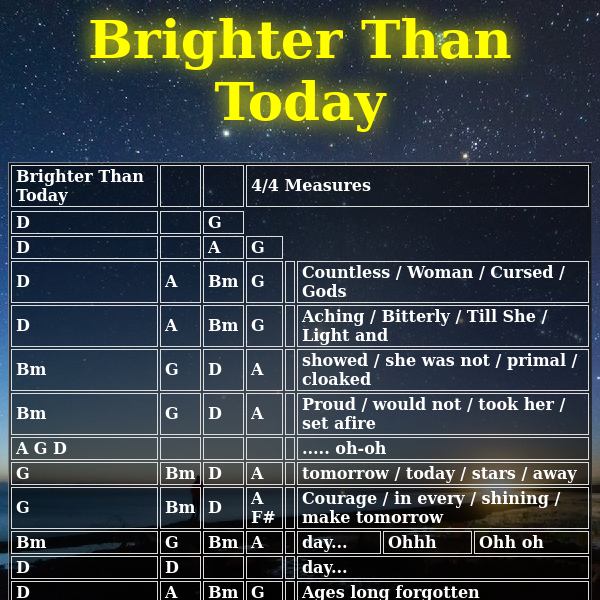 Brighter Than
Today
Brighter Than
Today
4/4 Measures
D G
D A G
D A Bm G Countless / Woman / Cursed /
Gods
D A Bm G Aching / Bitterly / Till She /
Light and
Bm G D A showed / she was not / primal /
cloaked
Bm G D A Proud / would not / took her /
set afire
A G D ..... oh-oh
G Bm D A tomorrow / today / stars / away
G Bm D A
F# Courage / in every / shining /
make tomorrow
Bm G Bm A day... Ohhh Ohh oh
D D day...
D A Bm G Ages long forgotten